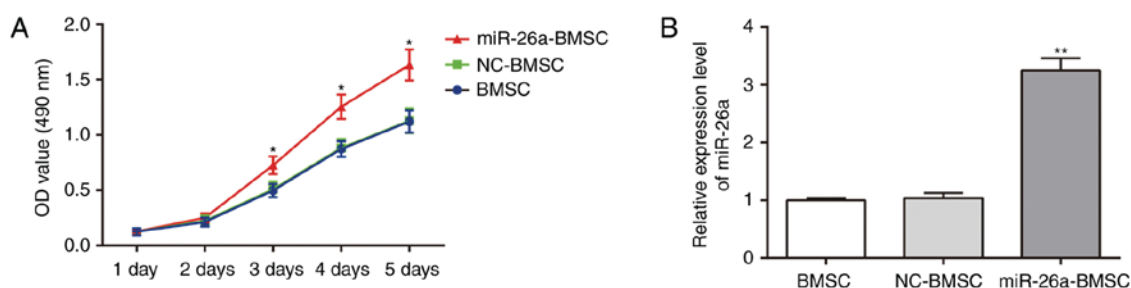 A
OD value (490 nm)
2.0
1.5
1.0
0.5
0.0
1 day
2 days
3 days
4 days
5 days
*
*
*
miR-26a-BMSC
NC-BMSC
BMSC
B
Relative expression level
of miR-26a
4
3
2
1
0
**
BMSC
NC-BMSC
miR-26a-BMSC